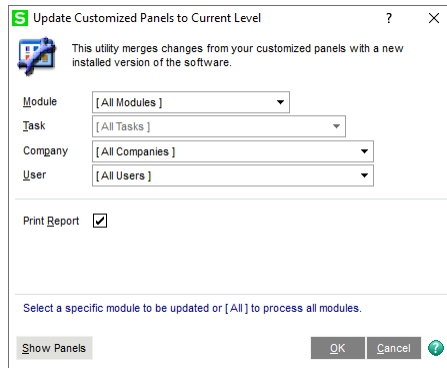 S Update Customized Panels to Current Level ?
This utility merges changes from your customized panels with a new
installed version of the software.
Module [ All Modules ]
Task [ All Tasks ]
Company [ All Companies ]
User [ All Users ]
Print Report
Select a specific module to be updated or [ All ] to process all modules.
Show Panels OK Cancel ?